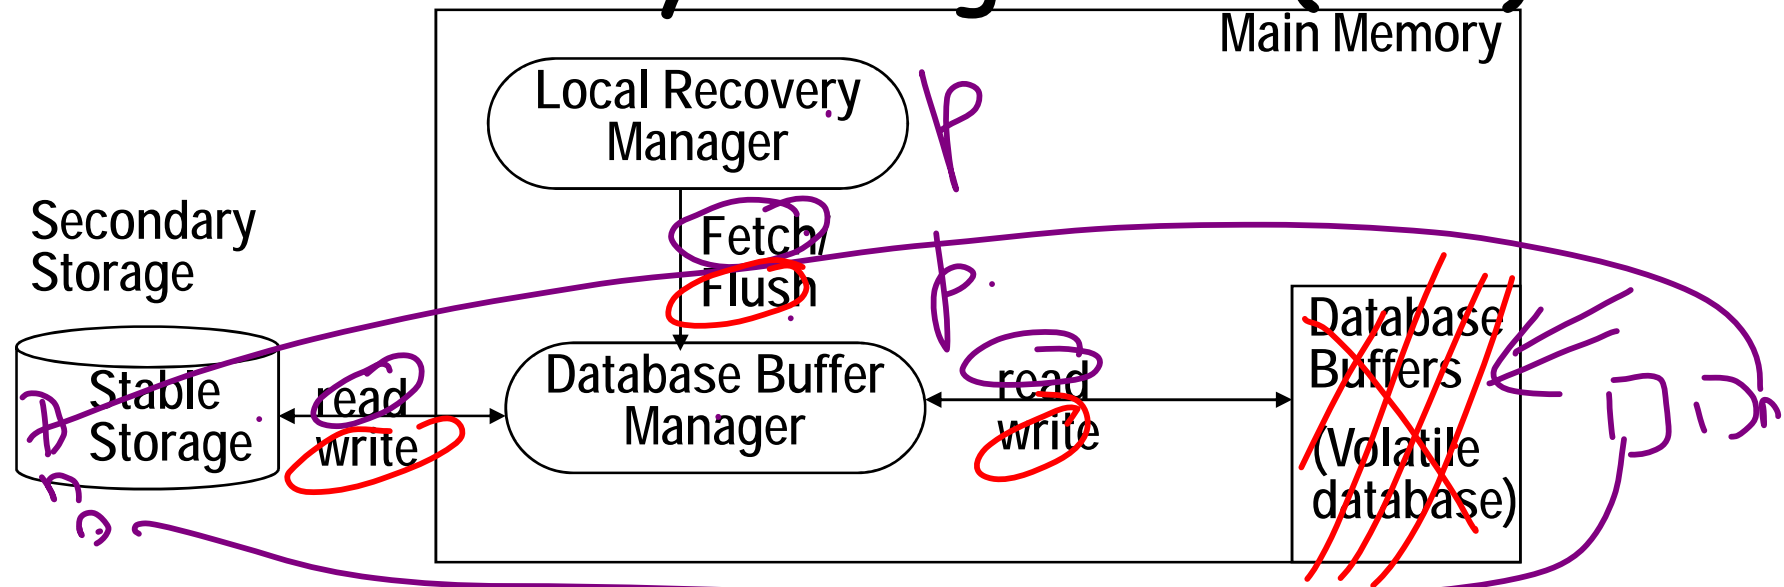 Main Memory
Local Recovery
Manager
Secondary
Storage
Fetch/
Flush
Database
Buffers
(Volatile
database)
Stable
Storage
read
write
Database Buffer
Manager
read
write